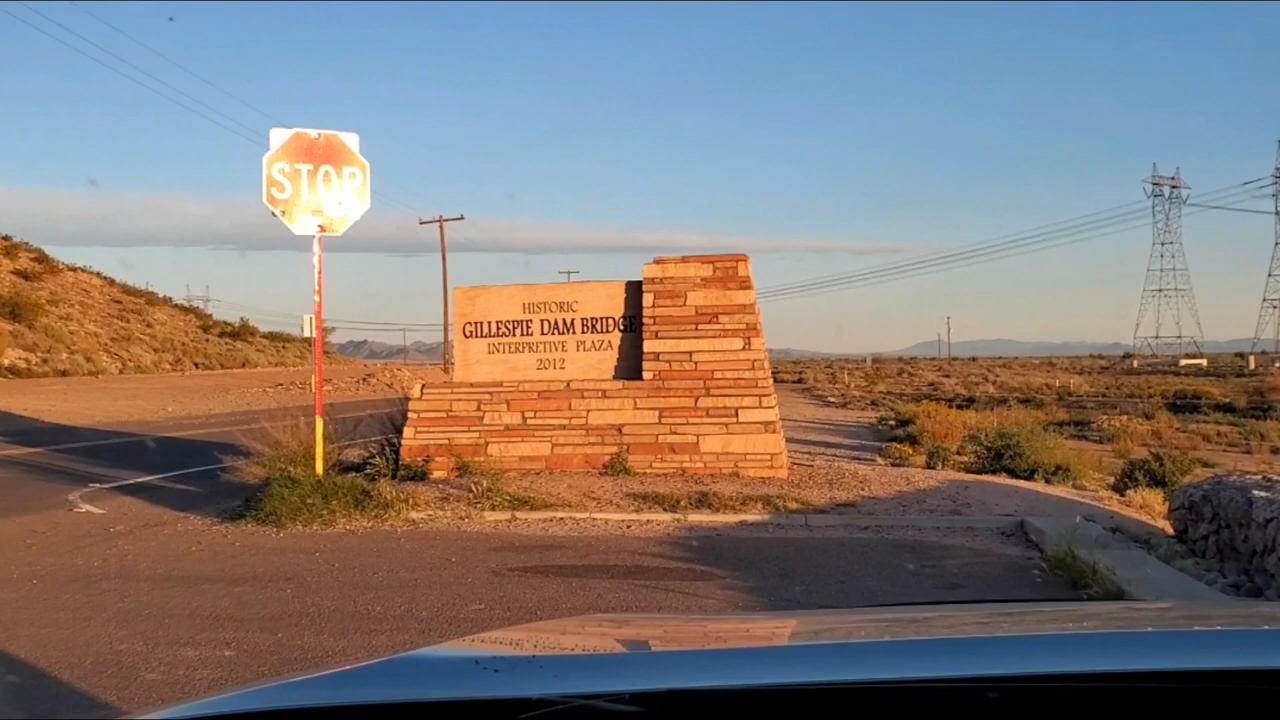 STOP
HISTORIC
GILLESPIE DAM BRIDGE
INTERPRETIVE PLAZA
2012